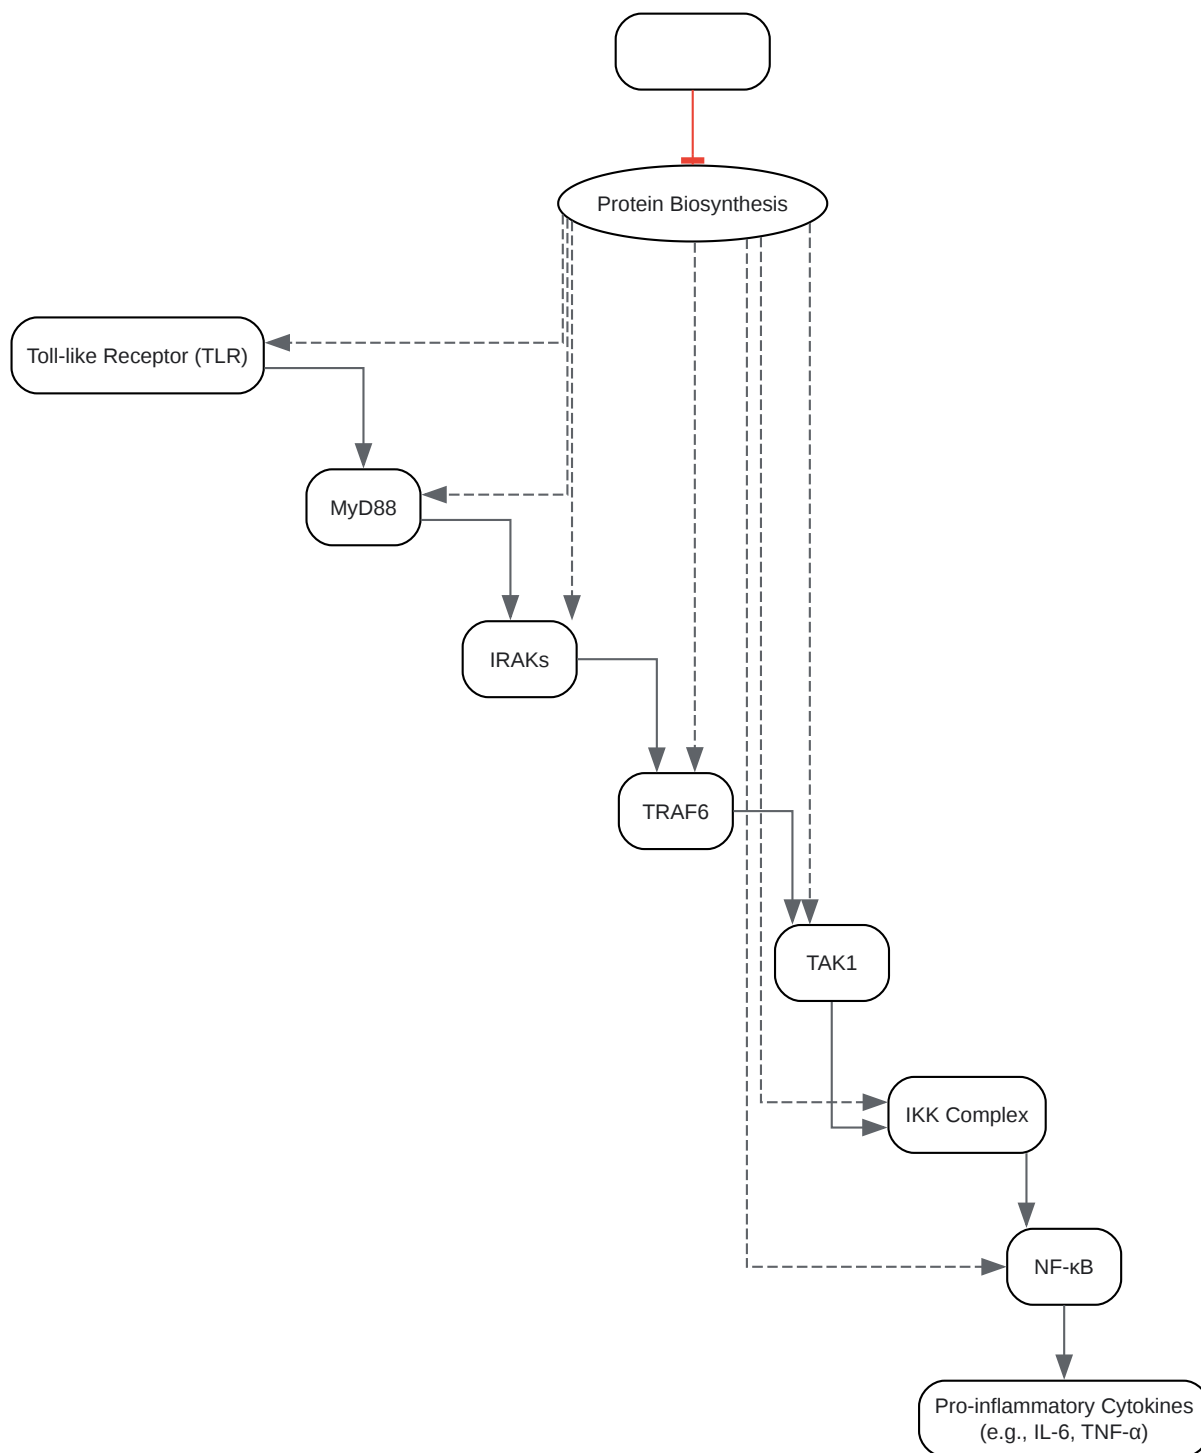 Protein Biosynthesis
Toll-like Receptor (TLR)
MyD88
IRAKs
TRAF6
TAK1
IKK Complex
NF-κB
Pro-inflammatory Cytokines
(e.g., IL-6, TNF-α)